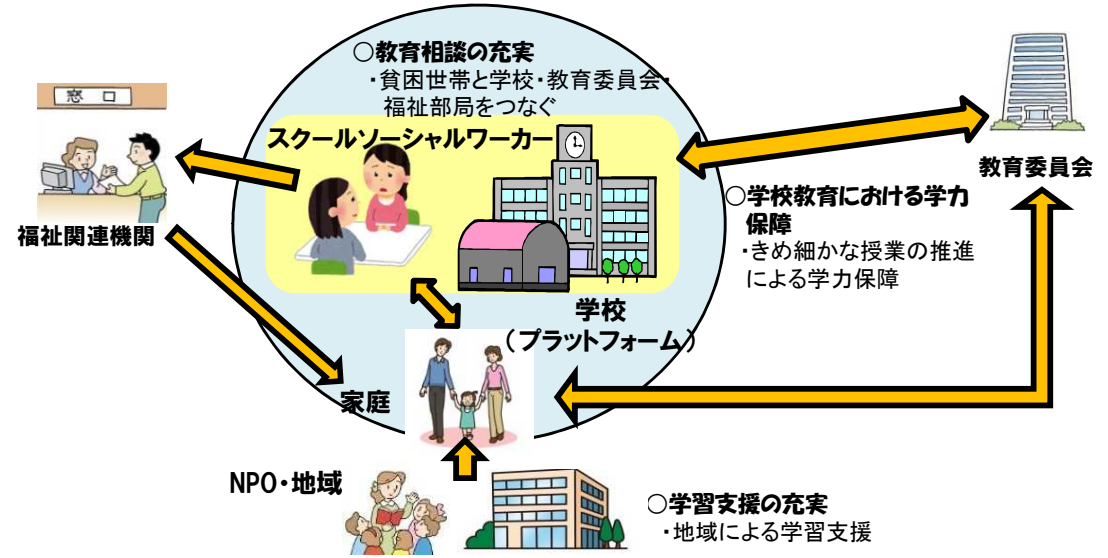 ○教育相談の充実
・貧困世帯と学校・教育委員会・
福祉部局をつなぐ
窓口
スクールソーシャルワーカー
福祉関連機関
教育委員会
○学校教育における学力
保障
・きめ細かな授業の推進
による学力保障
学校
(プラットフォーム)
家庭
NPO・地域
○学習支援の充実
・地域による学習支援